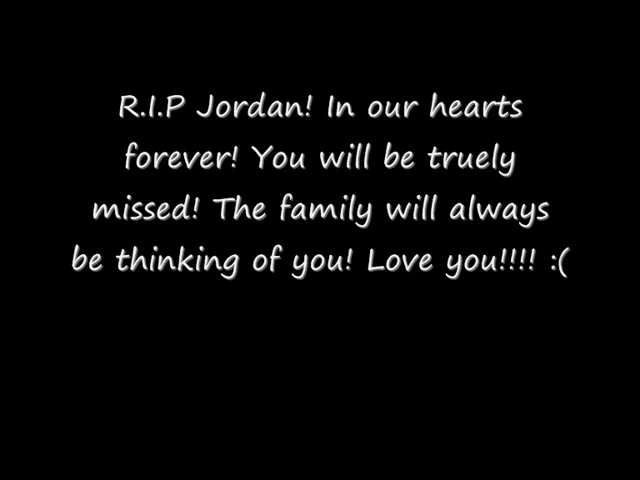 R.I.P Jordan! In our hearts
forever! You will be truely
missed! The family will always
be thinking of you! Love you!!!! :(